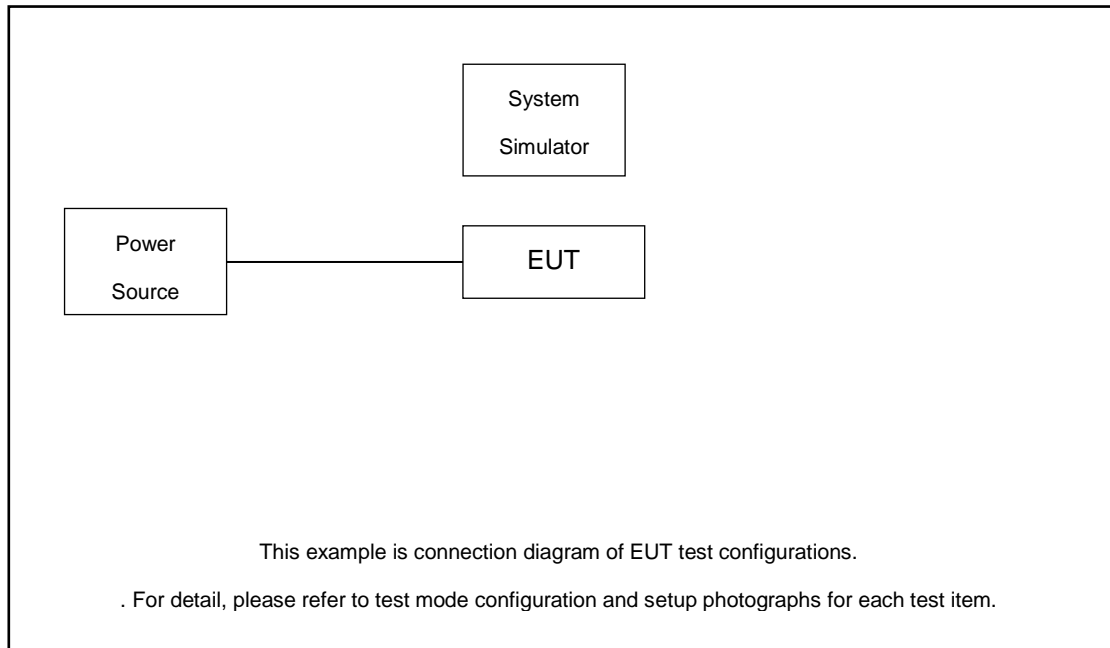 System
Simulator
Power
Source
EUT
This example is connection diagram of EUT test configurations.
. For detail, please refer to test mode configuration and setup photographs for each test item.